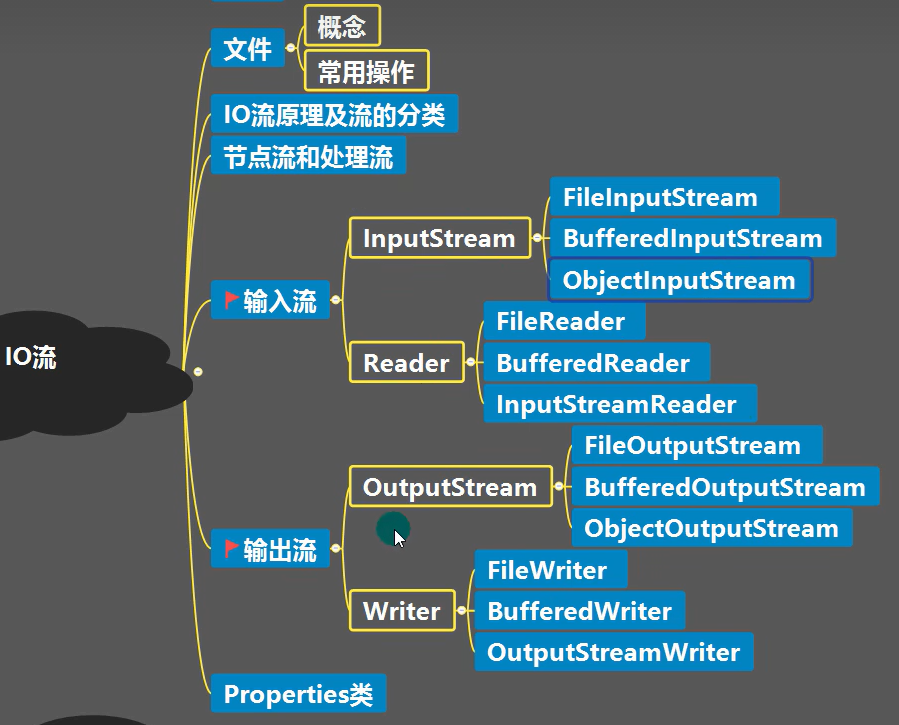 文件
概念
常用操作
IO流原理及流的分类
节点流和处理流
IO流
输入流
InputStream
FileInputStream
BufferedInputStream
ObjectInputStream
Reader
FileReader
BufferedReader
InputStreamReader
输出流
OutputStream
FileOutputStream
BufferedOutputStream
ObjectOutputStream
Writer
FileWriter
BufferedWriter
OutputStreamWriter
Properties类